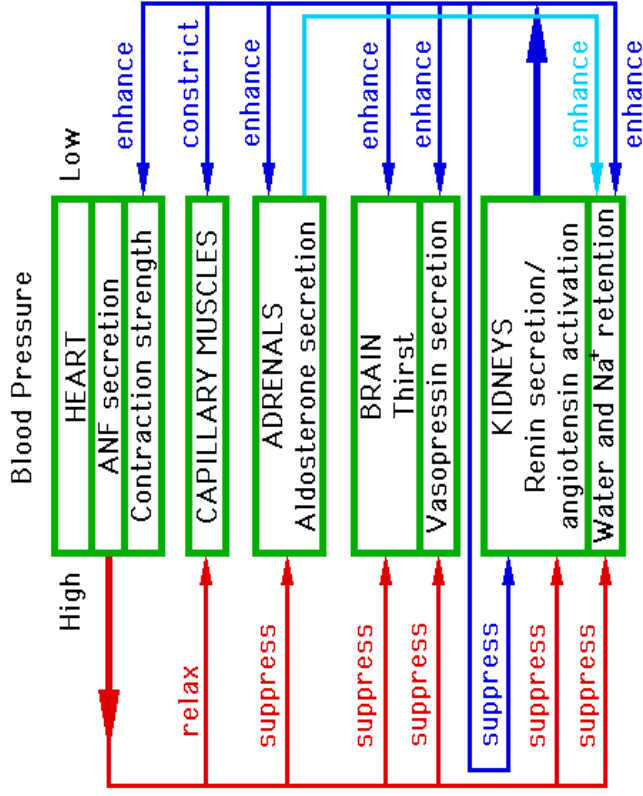 Blood Pressure
High
Low
HEART
ANF secretion
Contraction strength
enhance
relax
CAPILLARY MUSCLES
constrict
suppress
ADRENALS
Aldosterone secretion
enhance
suppress
BRAIN
Thirst
enhance
suppress
Vasopressin secretion
enhance
suppress
KIDNEYS
Renin secretion/
angiotensin activation
suppress
enhance
suppress
Water and Na⁺ retention
enhance